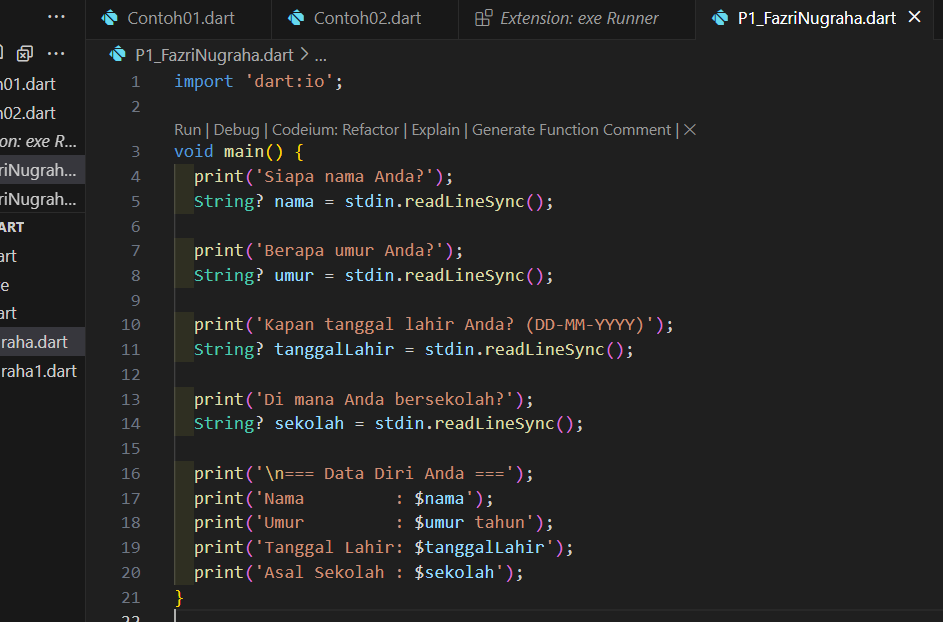 Contoh01.dart Contoh02.dart Extension: exe Runner P1_FazriNugraha.dart
P1_FazriNugraha.dart > ...
h01.dart
h02.dart
on: exe R...
riNugrah...
riNugrah...
ART
art
e
art
raha.dart
raha1.dart
1 import 'dart:io';
2
Run | Debug | Codeium: Refactor | Explain | Generate Function Comment | ×
3 void main() {
4 print('Siapa nama Anda?');
5 String? nama = stdin.readLineSync();
6
7 print('Berapa umur Anda?');
8 String? umur = stdin.readLineSync();
9
10 print('Kapan tanggal lahir Anda? (DD-MM-YYYY)');
11 String? tanggalLahir = stdin.readLineSync();
12
13 print('Di mana Anda bersekolah?');
14 String? sekolah = stdin.readLineSync();
15
16 print('\n=== Data Diri Anda ===');
17 print('Nama         : $nama');
18 print('Umur         : $umur tahun');
19 print('Tanggal Lahir: $tanggalLahir');
20 print('Asal Sekolah : $sekolah');
21 }
22